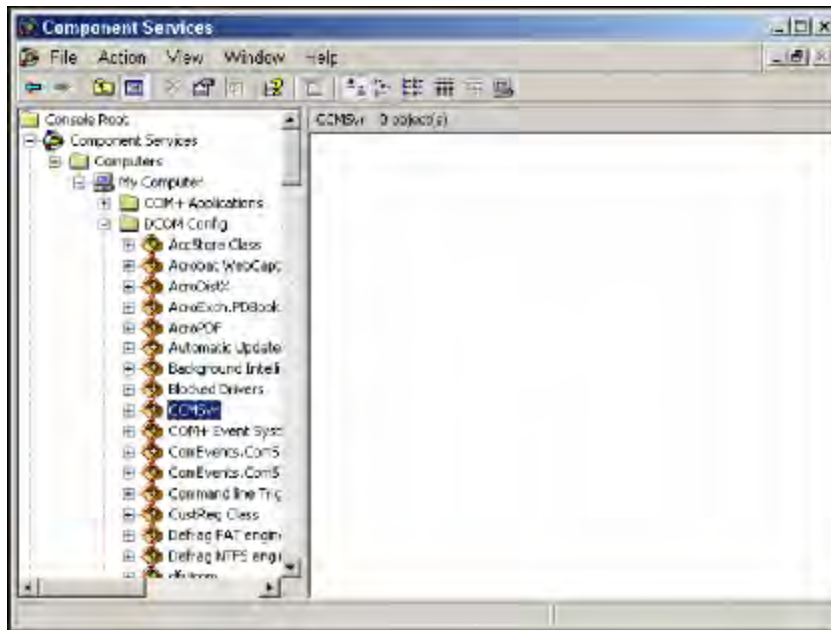 Component Services
File Action View Window Help
Console Root
CCMSvr 0 object(s)
Component Services
Computers
My Computer
COM+ Applications
DCOM Config
AccStore Class
Acrobat WebCapt
AcroDistX
AcroExch.PDBook
AcroPDF
Automatic Update
Background Intelli
Blocked Drivers
CCMSvr
COM+ Event Syst
ComEvents.ComS
ComEvents.ComS
Command line Trig
CustReg Class
Defrag FAT engin
Defrag NTFS engi